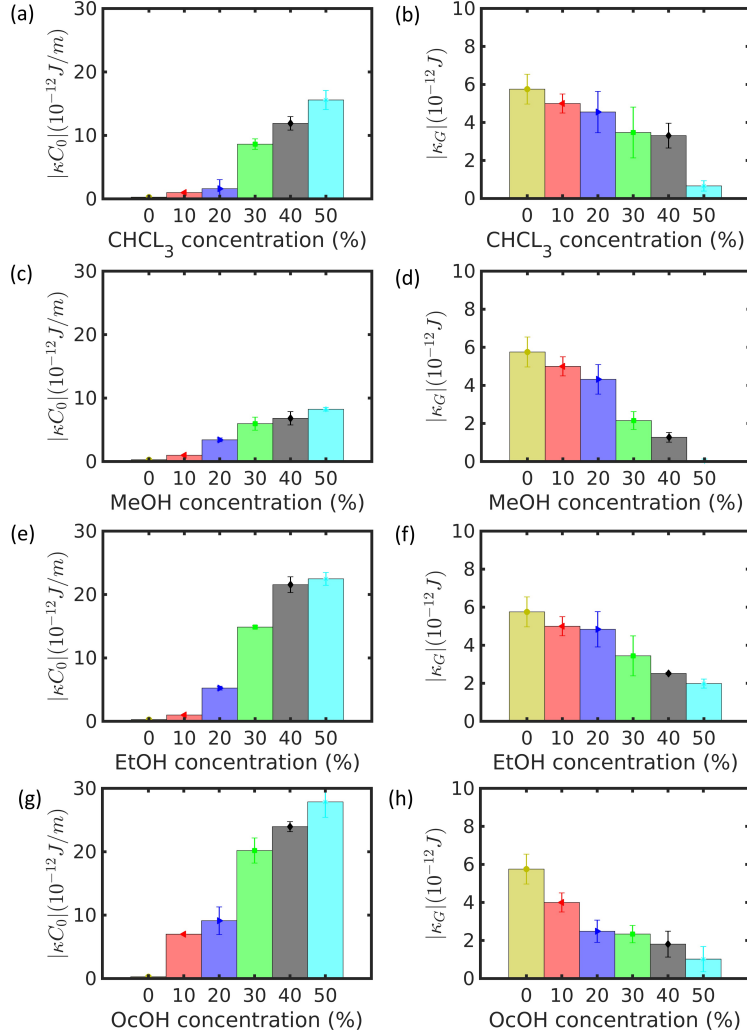 (a)
|κC₀|(10⁻¹² J/m)
30
20
10
0
0 10 20 30 40 50
CHCL₃ concentration (%)
(b)
|κ_G|(10⁻¹² J)
10
8
6
4
2
0
0 10 20 30 40 50
CHCL₃ concentration (%)
(c)
|κC₀|(10⁻¹² J/m)
30
20
10
0
0 10 20 30 40 50
MeOH concentration (%)
(d)
|κ_G|(10⁻¹² J)
10
8
6
4
2
0
0 10 20 30 40 50
MeOH concentration (%)
(e)
|κC₀|(10⁻¹² J/m)
30
20
10
0
0 10 20 30 40 50
EtOH concentration (%)
(f)
|κ_G|(10⁻¹² J)
10
8
6
4
2
0
0 10 20 30 40 50
EtOH concentration (%)
(g)
|κC₀|(10⁻¹² J/m)
30
20
10
0
0 10 20 30 40 50
OcOH concentration (%)
(h)
|κ_G|(10⁻¹² J)
10
8
6
4
2
0
0 10 20 30 40 50
OcOH concentration (%)